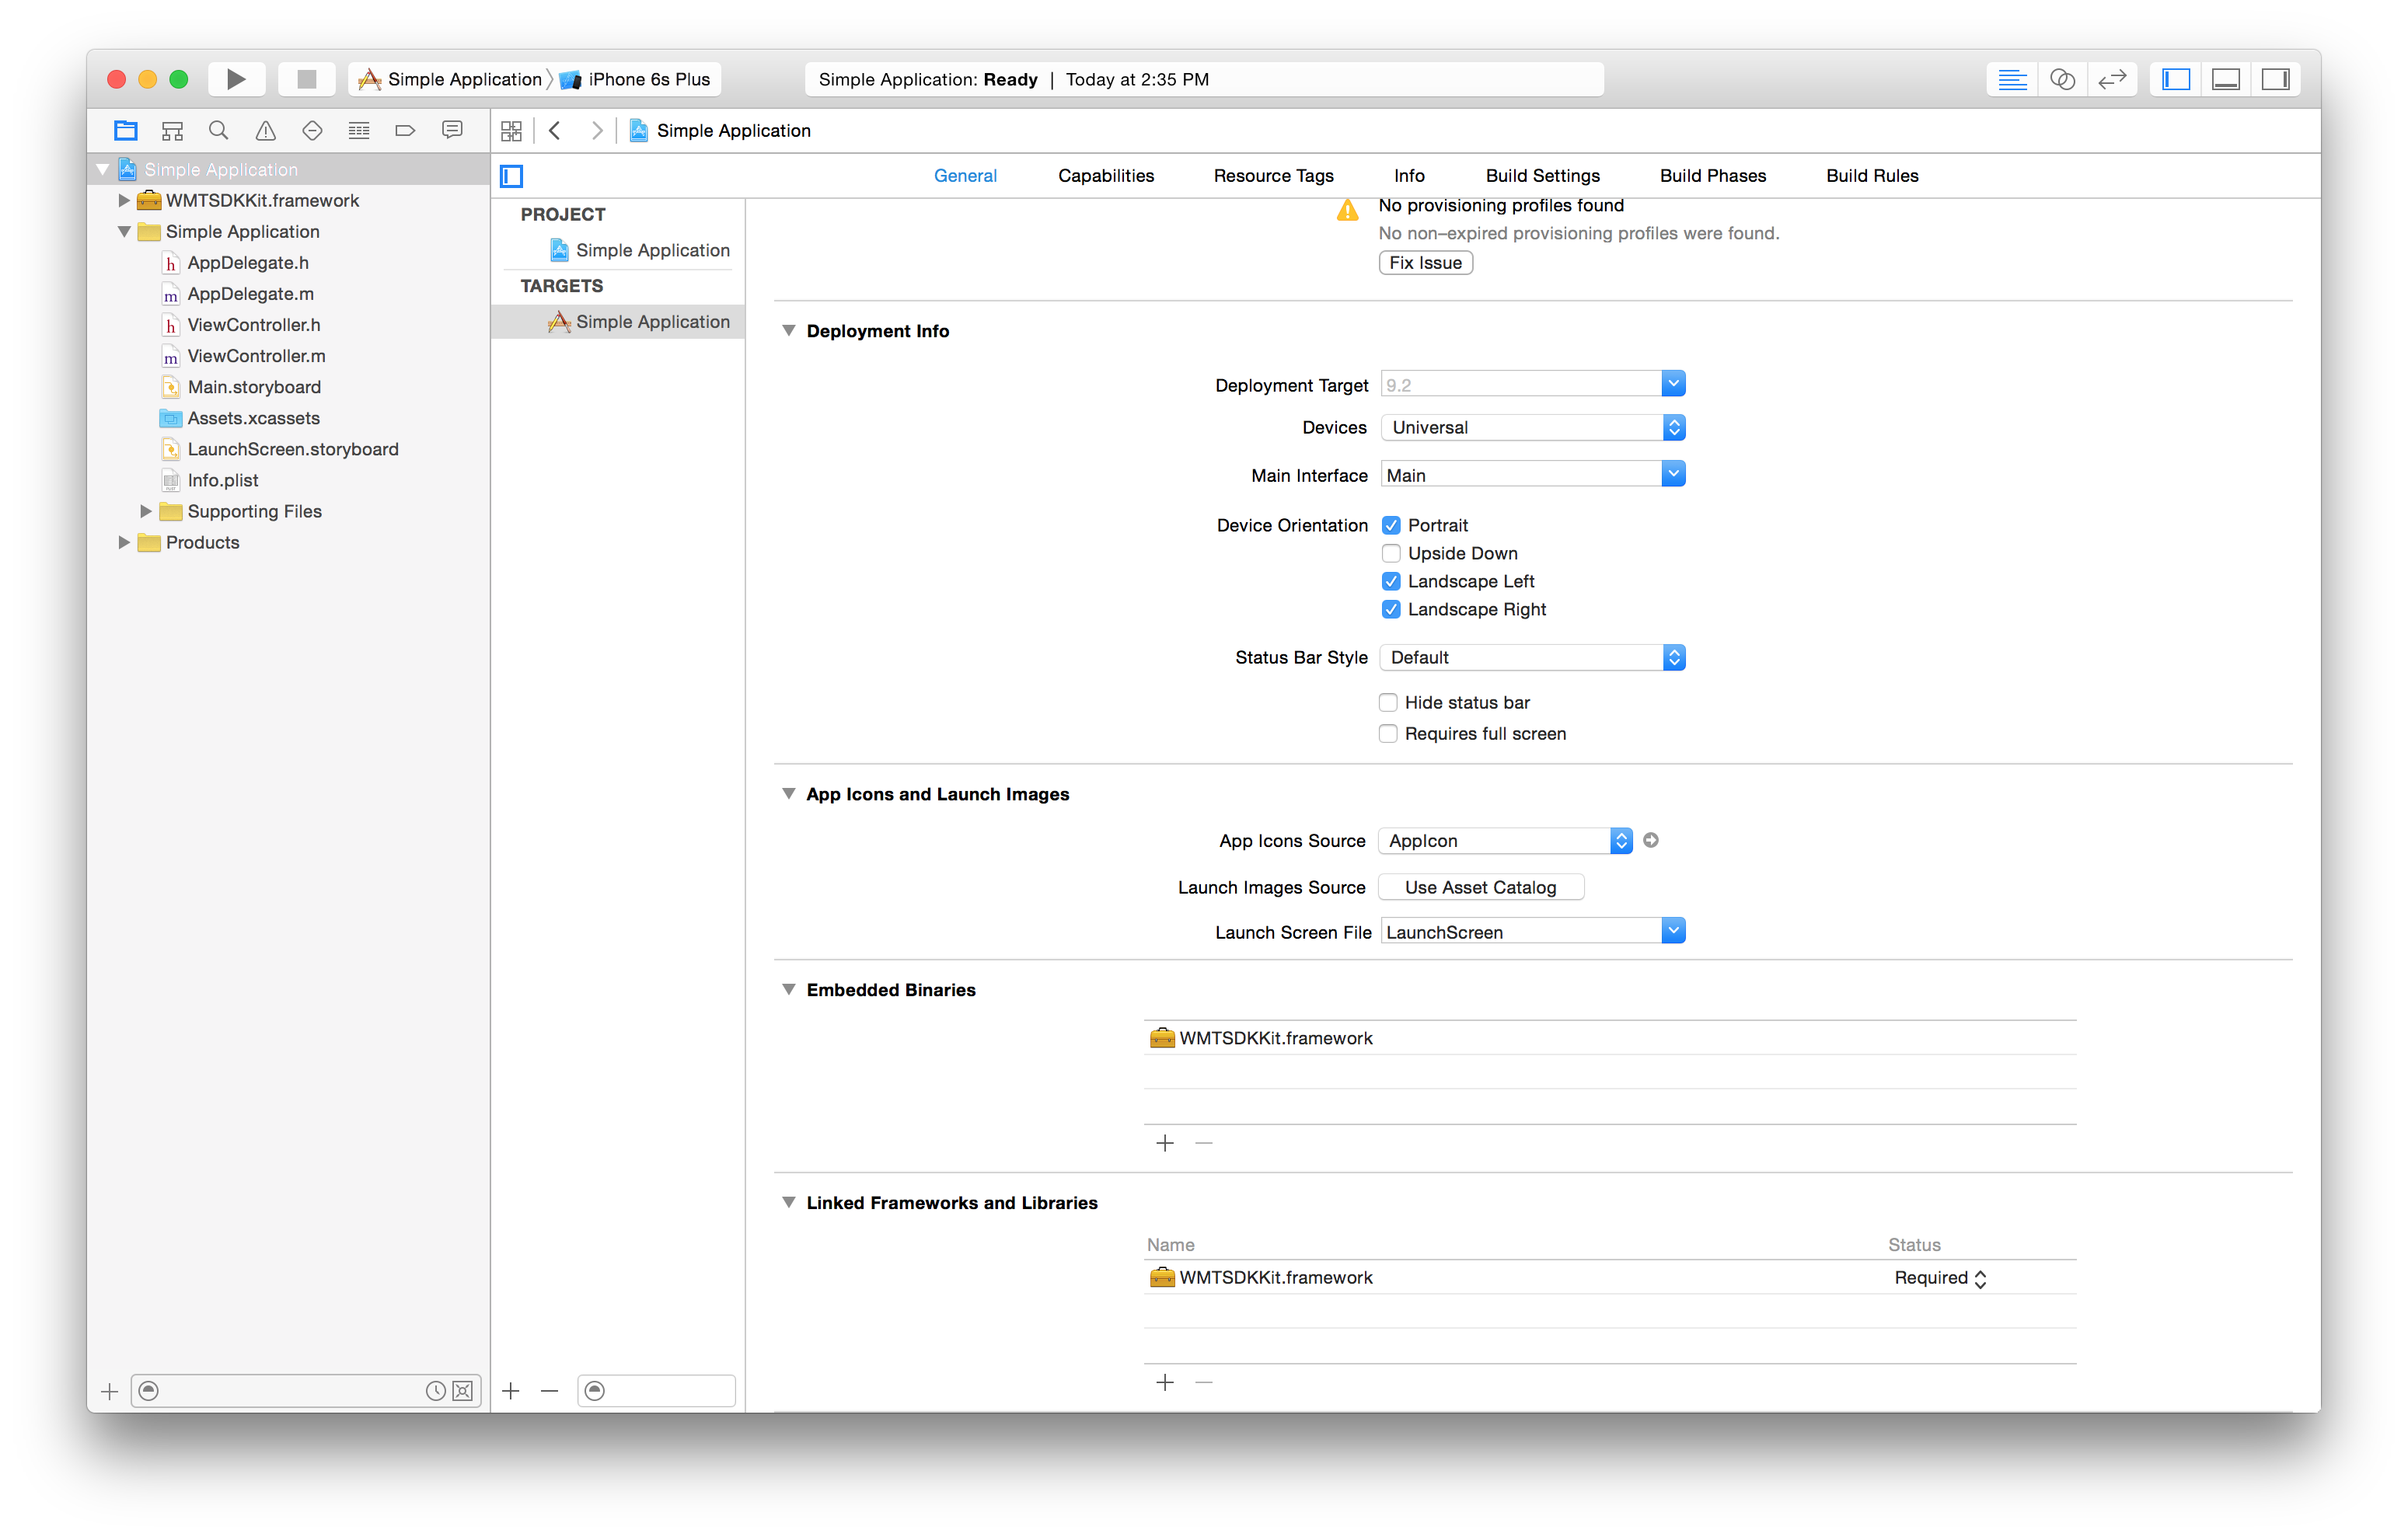 Simple Application 〉 iPhone 6s Plus
Simple Application: Ready | Today at 2:35 PM
Simple Application
Simple Application
WMTSDKKit.framework
Simple Application
AppDelegate.h
AppDelegate.m
ViewController.h
ViewController.m
Main.storyboard
Assets.xcassets
LaunchScreen.storyboard
Info.plist
Supporting Files
Products
General Capabilities Resource Tags Info Build Settings Build Phases Build Rules
PROJECT
Simple Application
TARGETS
Simple Application
No provisioning profiles found
No non–expired provisioning profiles were found.
Fix Issue
Deployment Info
Deployment Target 9.2
Devices Universal
Main Interface Main
Device Orientation Portrait
Upside Down
Landscape Left
Landscape Right
Status Bar Style Default
Hide status bar
Requires full screen
App Icons and Launch Images
App Icons Source AppIcon
Launch Images Source Use Asset Catalog
Launch Screen File LaunchScreen
Embedded Binaries
WMTSDKKit.framework
Linked Frameworks and Libraries
Name Status
WMTSDKKit.framework Required